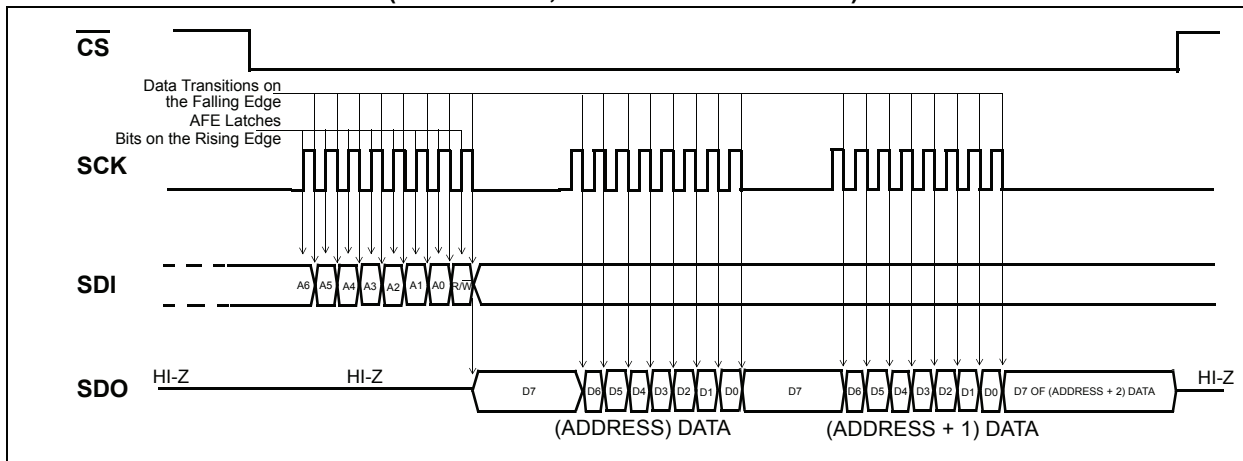 CS
Data Transitions on
the Falling Edge
AFE Latches
Bits on the Rising Edge
SCK
SDI
A6 A5 A4 A3 A2 A1 A0 R/W
SDO
HI-Z HI-Z D7 D6 D5 D4 D3 D2 D1 D0 D7 D6 D5 D4 D3 D2 D1 D0 D7 OF (ADDRESS + 2) DATA HI-Z
(ADDRESS) DATA (ADDRESS + 1) DATA